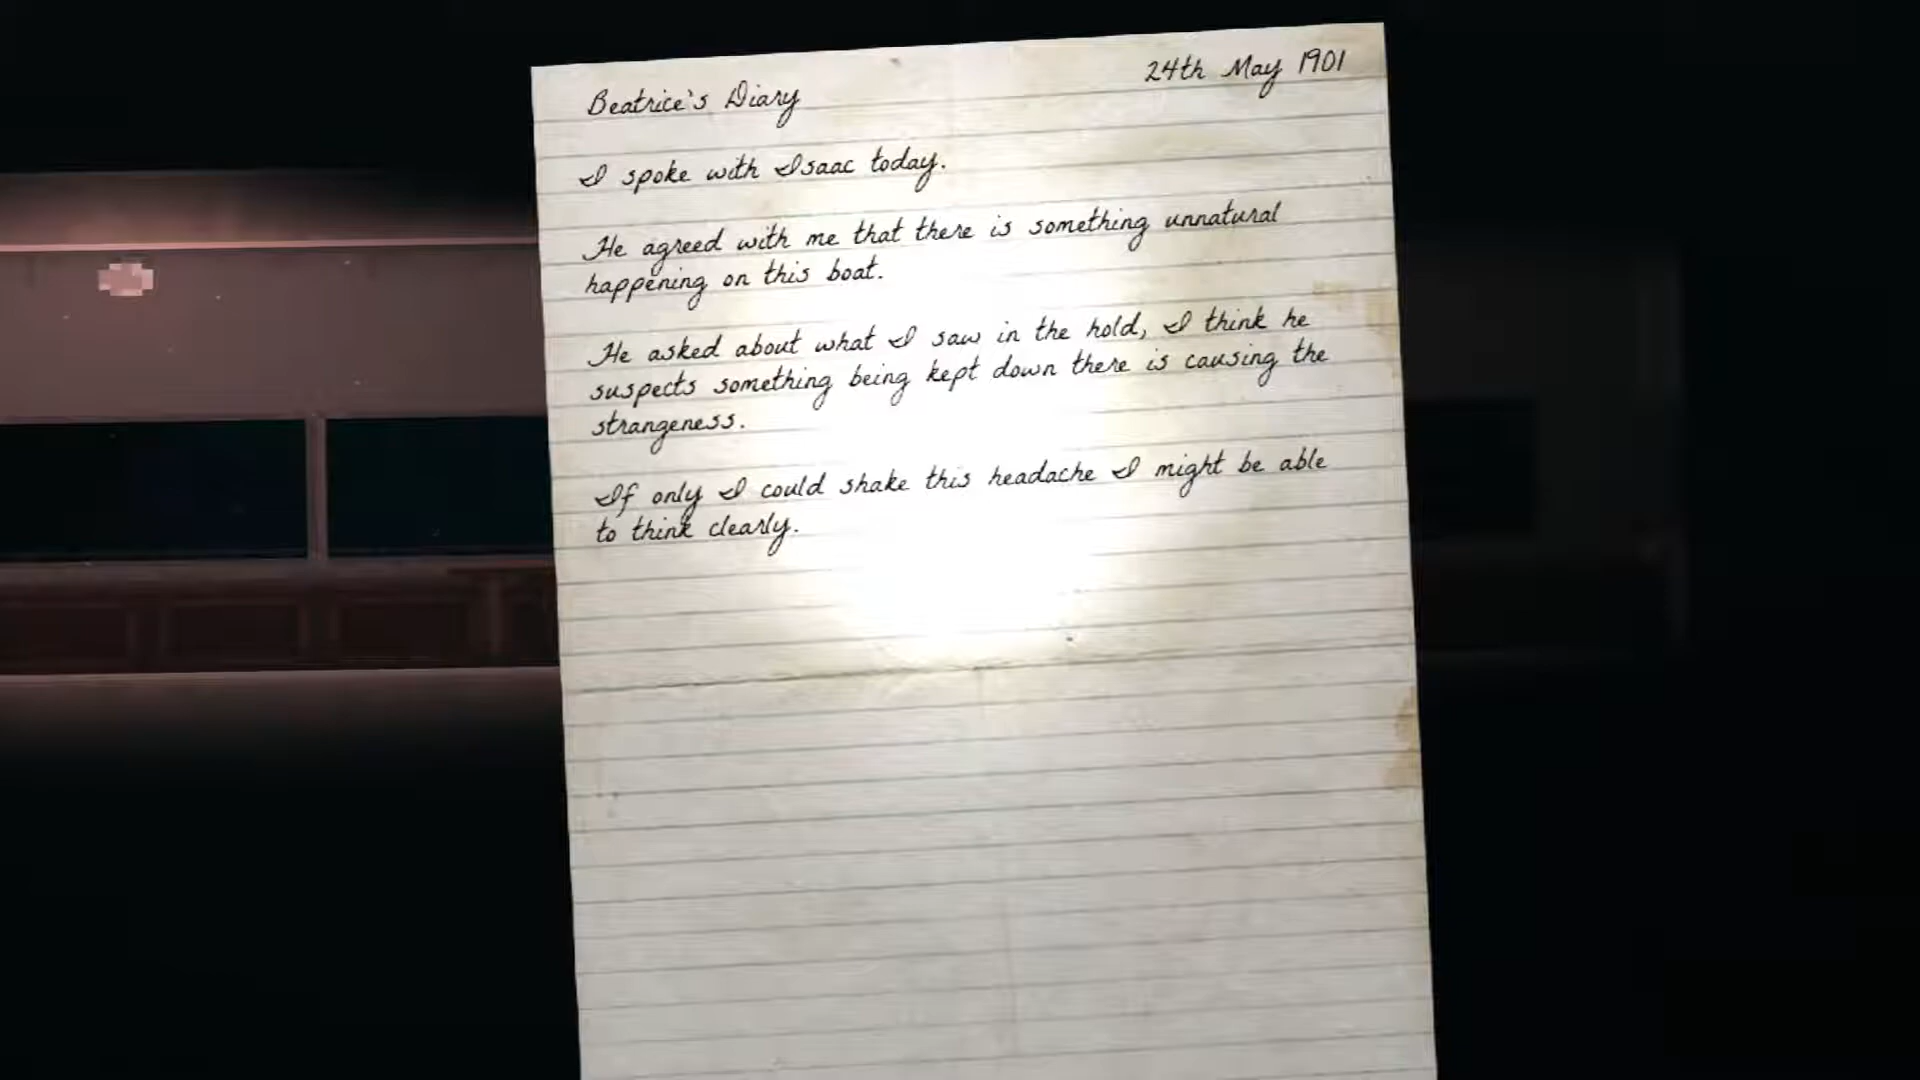 Beatrice's Diary
24th May 1901
I spoke with Isaac today.
He agreed with me that there is something unnatural
happening on this boat.
He asked about what I saw in the hold, I think he
suspects something being kept down there is causing the
strangeness.
If only I could shake this headache I might be able
to think clearly.